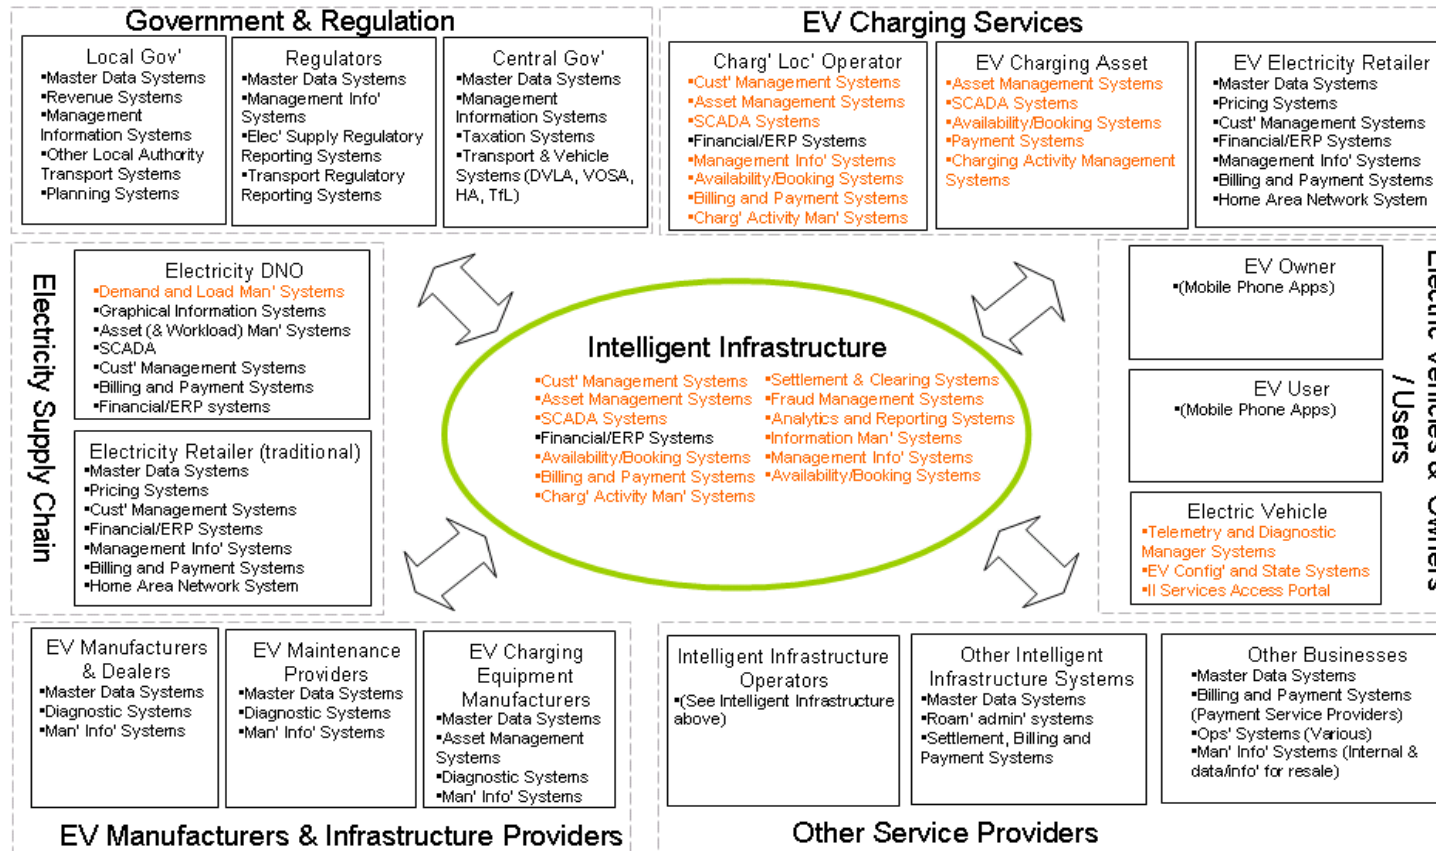 Government & Regulation
Local Gov'
▪Master Data Systems
▪Revenue Systems
▪Management
Information Systems
▪Other Local Authority
Transport Systems
▪Planning Systems
Regulators
▪Master Data Systems
▪Management Info'
Systems
▪Elec' Supply Regulatory
Reporting Systems
▪Transport Regulatory
Reporting Systems
Central Gov'
▪Master Data Systems
▪Management
Information Systems
▪Taxation Systems
▪Transport & Vehicle
Systems (DVLA, VOSA,
HA, TfL)
EV Charging Services
Charg' Loc' Operator
▪Cust' Management Systems
▪Asset Management Systems
▪SCADA Systems
▪Financial/ERP Systems
▪Management Info' Systems
▪Availability/Booking Systems
▪Billing and Payment Systems
▪Charg' Activity Man' Systems
EV Charging Asset
▪Asset Management Systems
▪SCADA Systems
▪Availability/Booking Systems
▪Payment Systems
▪Charging Activity Management
Systems
EV Electricity Retailer
▪Master Data Systems
▪Pricing Systems
▪Cust' Management Systems
▪Financial/ERP Systems
▪Management Info' Systems
▪Billing and Payment Systems
▪Home Area Network System
Electricity Supply Chain
Electricity DNO
▪Demand and Load Man' Systems
▪Graphical Information Systems
▪Asset (& Workload) Man' Systems
▪SCADA
▪Cust' Management Systems
▪Billing and Payment Systems
▪Financial/ERP systems
Electricity Retailer (traditional)
▪Master Data Systems
▪Pricing Systems
▪Cust' Management Systems
▪Financial/ERP Systems
▪Management Info' Systems
▪Billing and Payment Systems
▪Home Area Network System
Intelligent Infrastructure
▪Cust' Management Systems
▪Asset Management Systems
▪SCADA Systems
▪Financial/ERP Systems
▪Availability/Booking Systems
▪Billing and Payment Systems
▪Charg' Activity Man' Systems
▪Settlement & Clearing Systems
▪Fraud Management Systems
▪Analytics and Reporting Systems
▪Information Man' Systems
▪Management Info' Systems
▪Availability/Booking Systems
Electric Vehicles & Owners
/ Users
EV Owner
▪(Mobile Phone Apps)
EV User
▪(Mobile Phone Apps)
Electric Vehicle
▪Telemetry and Diagnostic
Manager Systems
▪EV Config' and State Systems
▪II Services Access Portal
EV Manufacturers
& Dealers
▪Master Data Systems
▪Diagnostic Systems
▪Man' Info' Systems
EV Maintenance
Providers
▪Master Data Systems
▪Diagnostic Systems
▪Man' Info' Systems
EV Charging
Equipment
Manufacturers
▪Master Data Systems
▪Asset Management
Systems
▪Diagnostic Systems
▪Man' Info' Systems
EV Manufacturers & Infrastructure Providers
Intelligent Infrastructure
Operators
▪(See Intelligent Infrastructure
above)
Other Intelligent
Infrastructure Systems
▪Master Data Systems
▪Roam' admin' systems
▪Settlement, Billing and
Payment Systems
Other Businesses
▪Master Data Systems
▪Billing and Payment Systems
(Payment Service Providers)
▪Ops' Systems (Various)
▪Man' Info' Systems (Internal &
data/info' for resale)
Other Service Providers